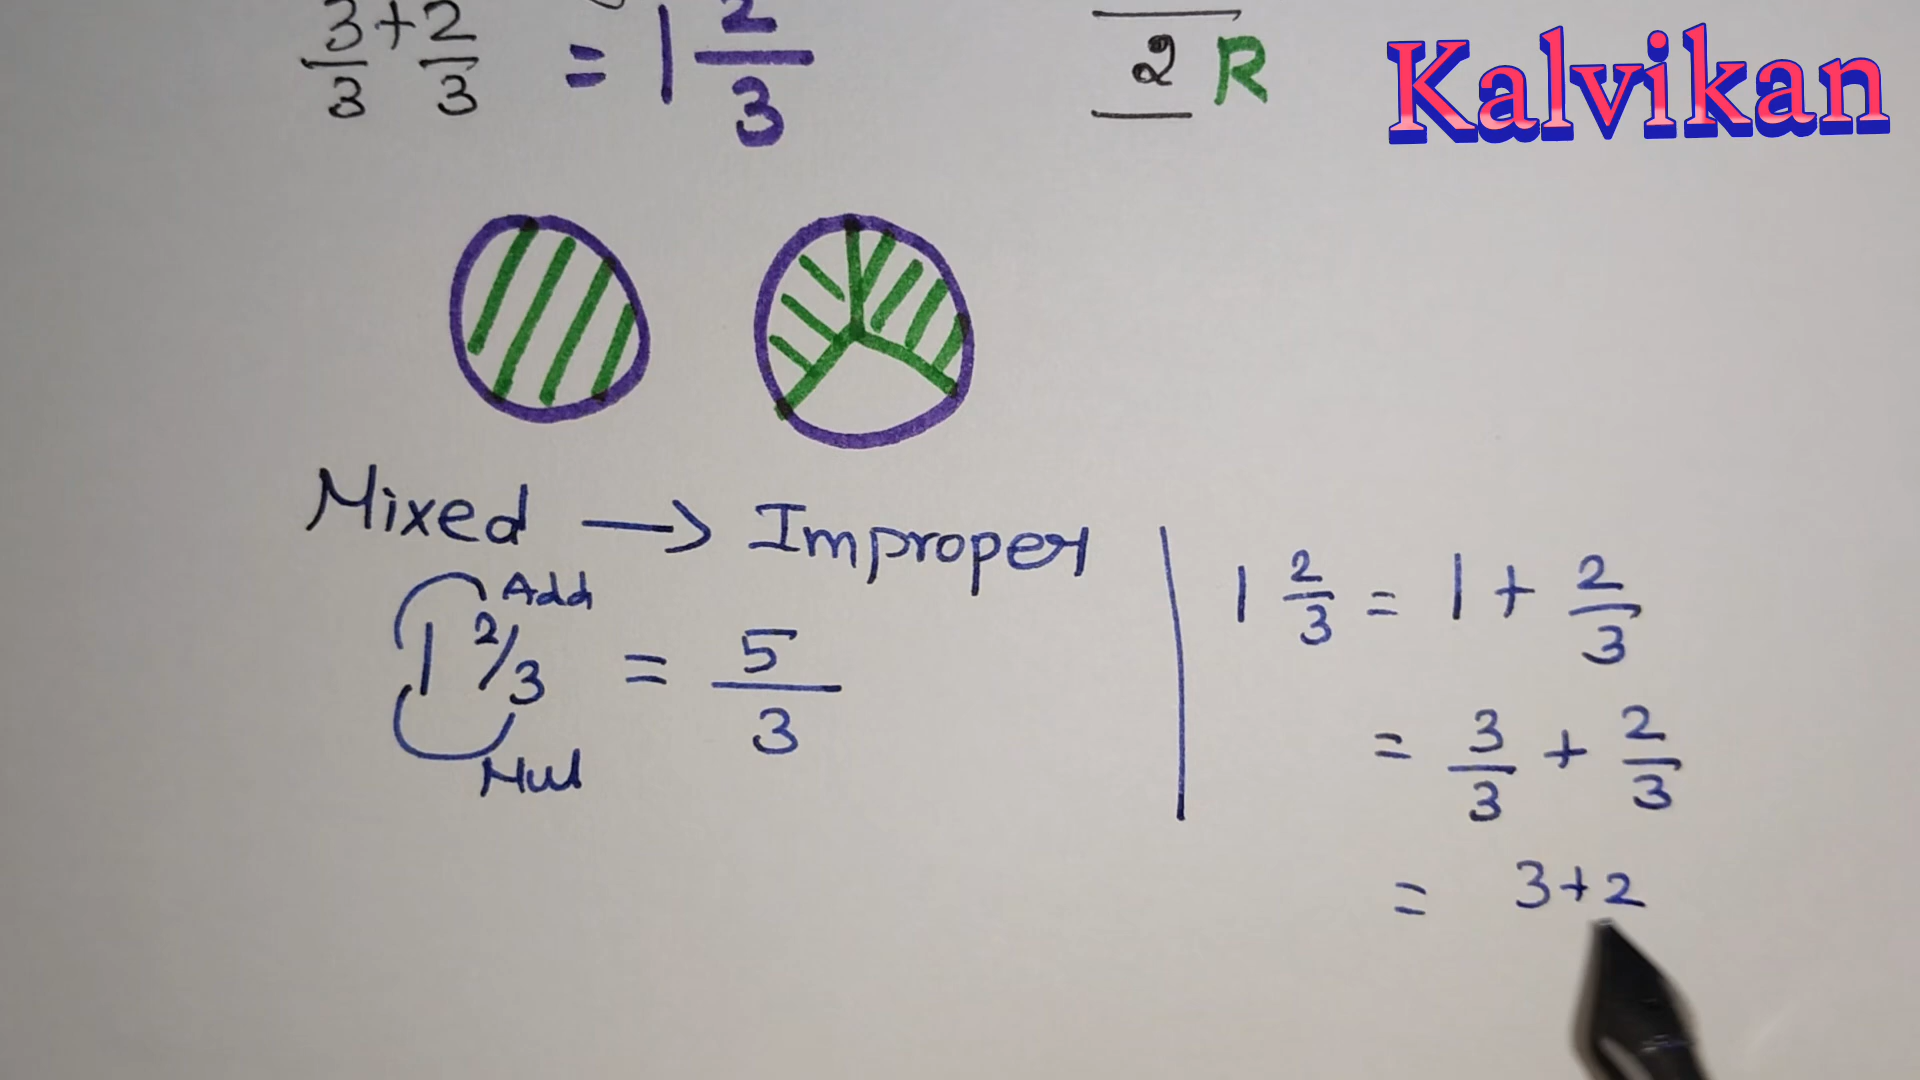 3/3 + 2/3 = 1 2/3
2 R
Kalvikan
Mixed → Improper
Add
1 2/3 = 5/3
Mul
1 2/3 = 1 + 2/3
= 3/3 + 2/3
= 3+2